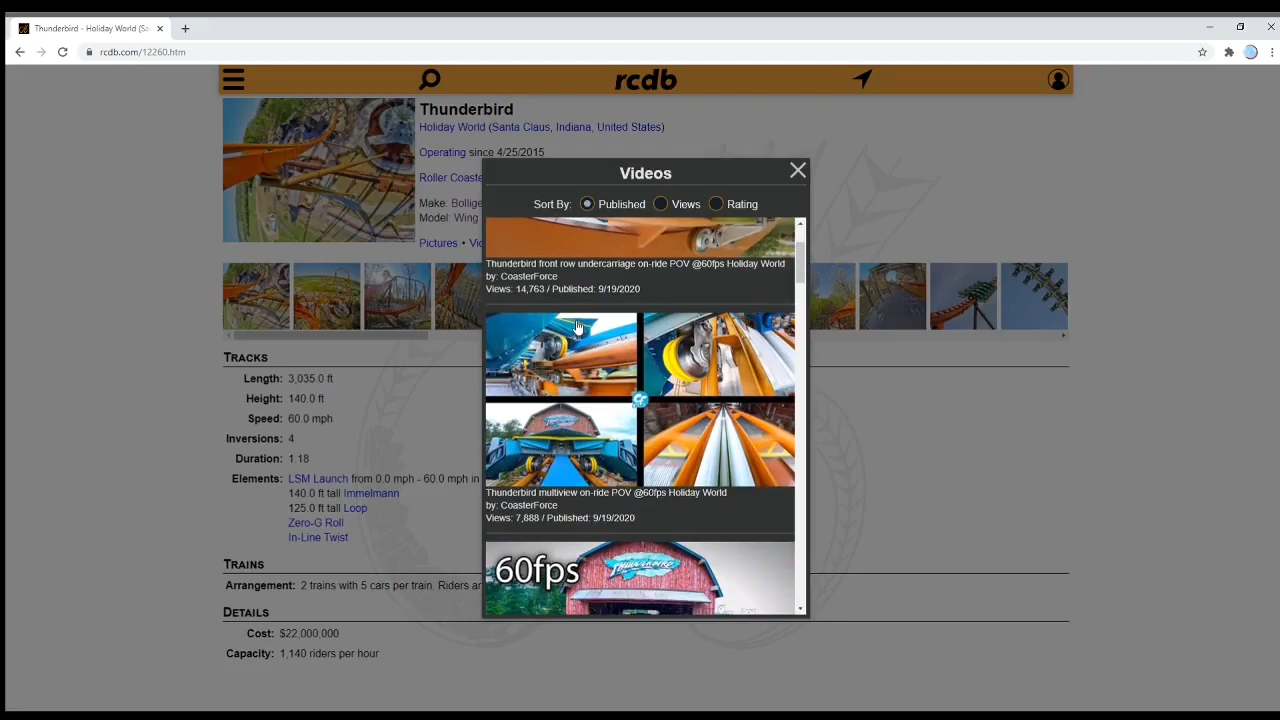 Thunderbird - Holiday World (Sa
rcdb.com/12260.htm
rcdb
Thunderbird
Holiday World (Santa Claus, Indiana, United States)
Operating since 4/25/2015
Roller Coaste
Make: Bollige
Model: Wing
Pictures • Vi
Videos
Sort By: Published Views Rating
Thunderbird front row undercarriage on-ride POV @60fps Holiday World
by: CoasterForce
Views: 14,763 / Published: 9/19/2020
Thunderbird multiview on-ride POV @60fps Holiday World
by: CoasterForce
Views: 7,888 / Published: 9/19/2020
60fps
THUNDERBIRD
TRACKS
Length: 3,035.0 ft
Height: 140.0 ft
Speed: 60.0 mph
Inversions: 4
Duration: 1.18
Elements: LSM Launch from 0.0 mph - 60.0 mph in
140.0 ft tall Immelmann
125.0 ft tall Loop
Zero-G Roll
In-Line Twist
TRAINS
Arrangement: 2 trains with 5 cars per train. Riders ar
DETAILS
Cost: $22,000,000
Capacity: 1,140 riders per hour